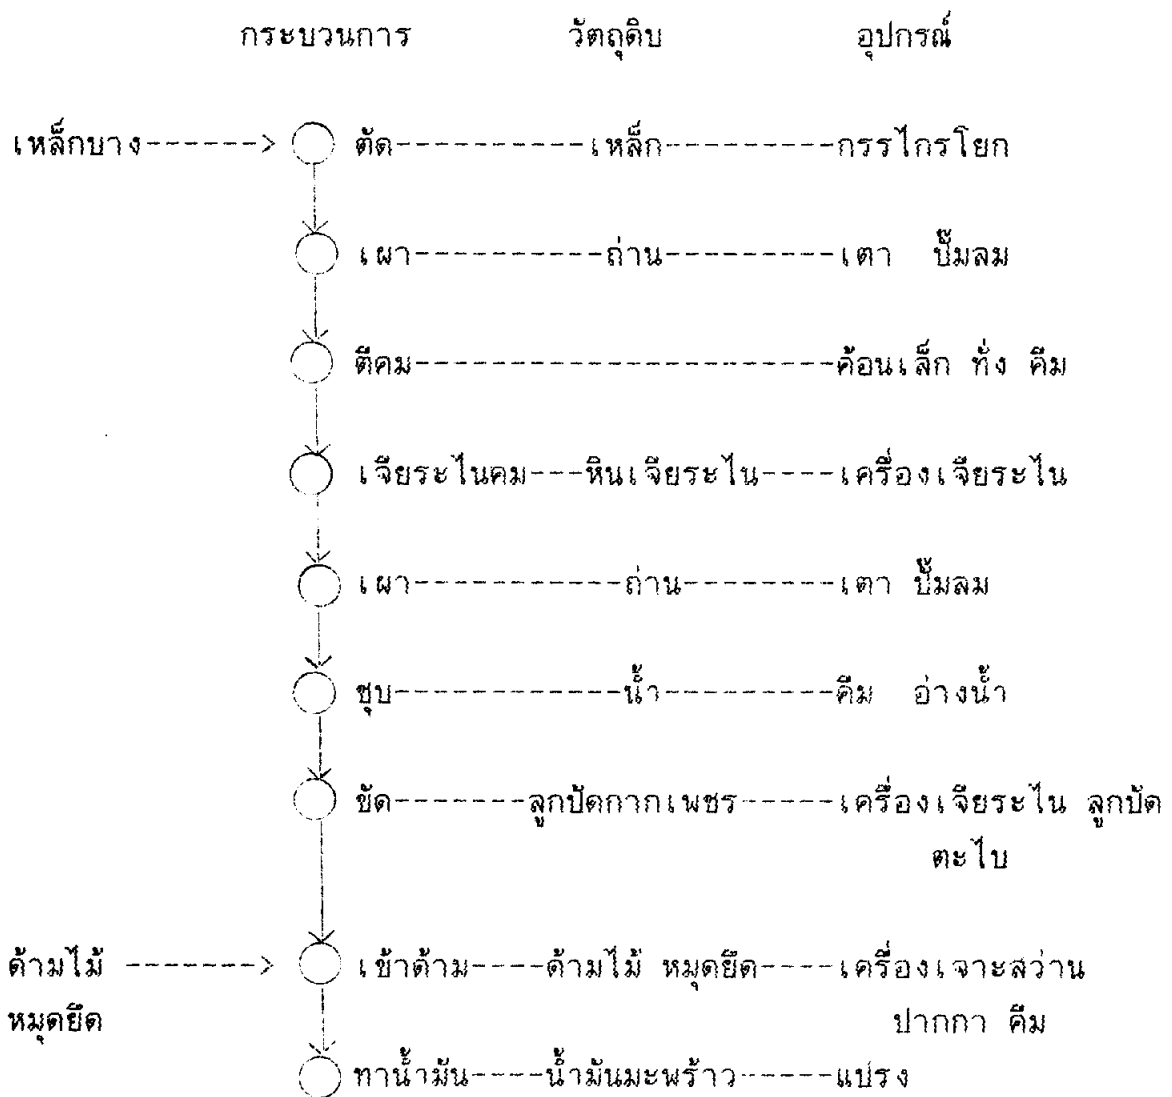 กระบวนการ วัตถุดิบ อุปกรณ์
เหล็กบาง------> ตัด----------เหล็ก---------กรรไกรโยก
เผา----------ถ่าน---------เตา ปั๊มลม
ตีคม--------------------ค้อนเล็ก ทั่ง คีม
เจียระไนคม---หินเจียระไน----เครื่องเจียระไน
เผา-----------ถ่าน--------เตา ปั๊มลม
ชุบ-----------น้ำ---------คีม อ่างน้ำ
ขัด-------ลูกปัดกากเพชร-----เครื่องเจียระไน ลูกปัด
ตะไบ
ด้ามไม้ -------> เข้าด้าม----ด้ามไม้ หมุดยึด----เครื่องเจาะสว่าน
หมุดยึด ปากกา คีม
ทาน้ำมัน----น้ำมันมะพร้าว-----แปรง